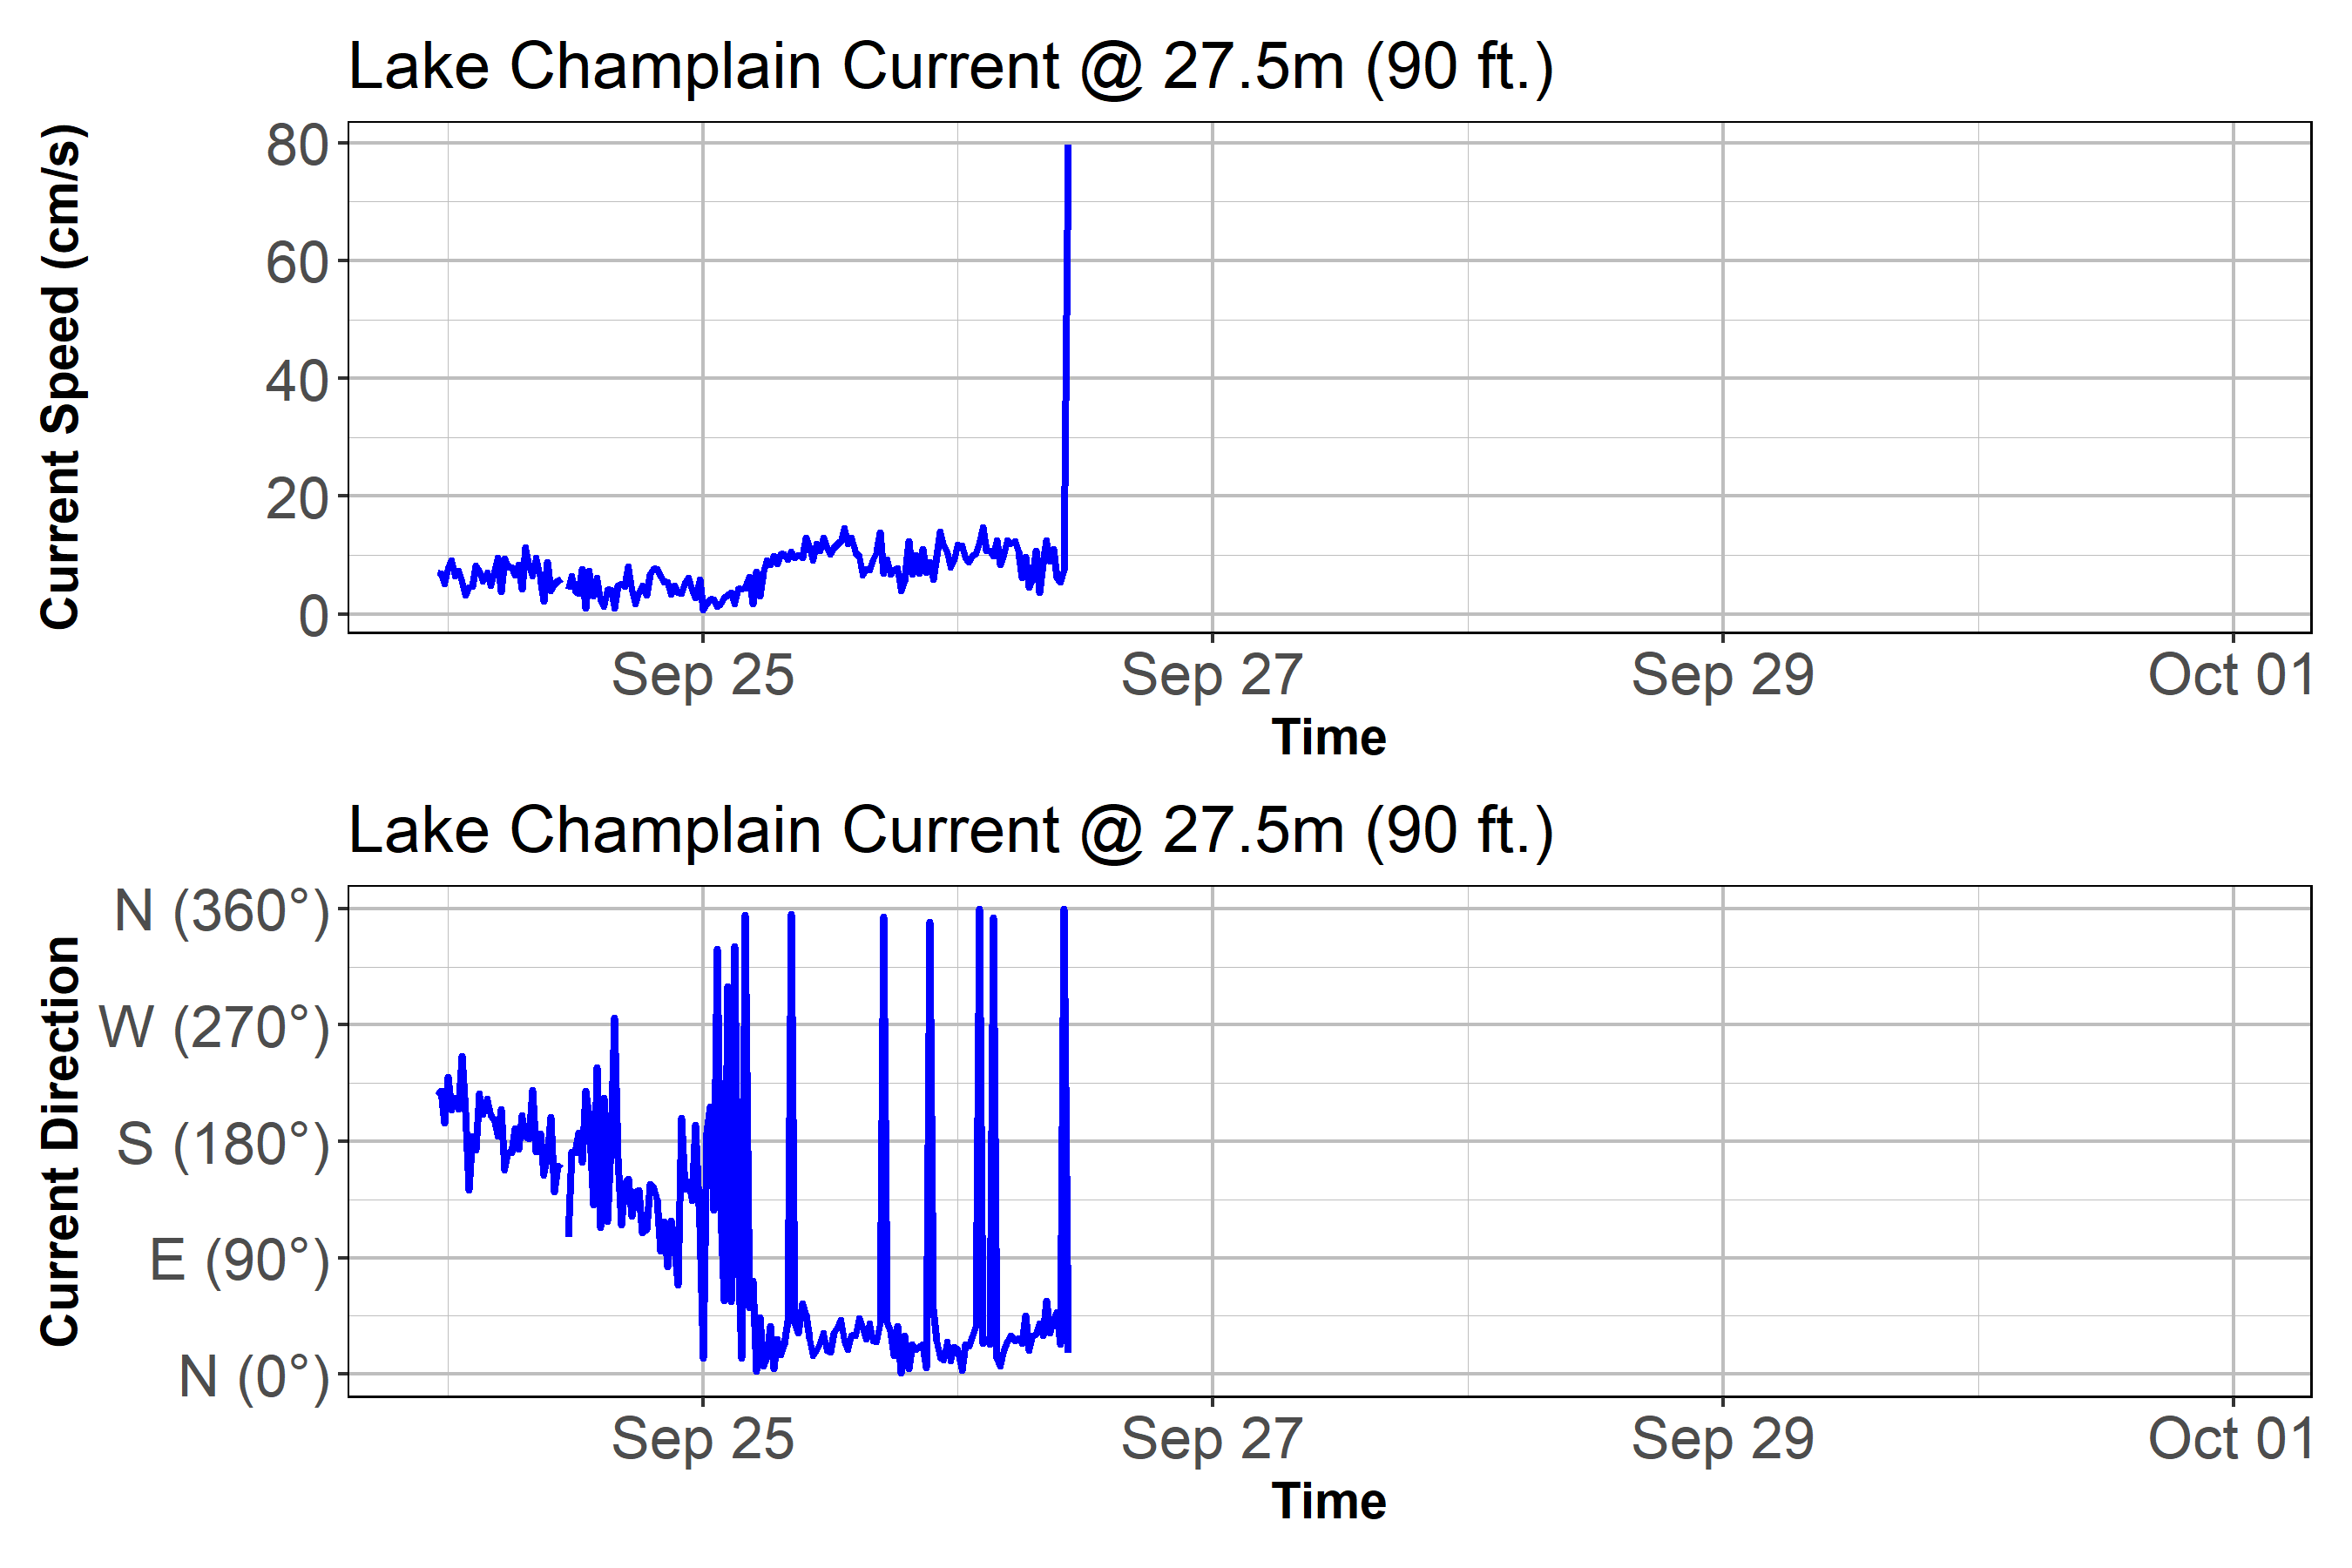 Lake Champlain Current @ 27.5m (90 ft.)
Current Speed (cm/s)
80
60
40
20
0
Sep 25 Sep 27 Sep 29 Oct 01
Time
Lake Champlain Current @ 27.5m (90 ft.)
Current Direction
N (360°)
W (270°)
S (180°)
E (90°)
N (0°)
Sep 25 Sep 27 Sep 29 Oct 01
Time